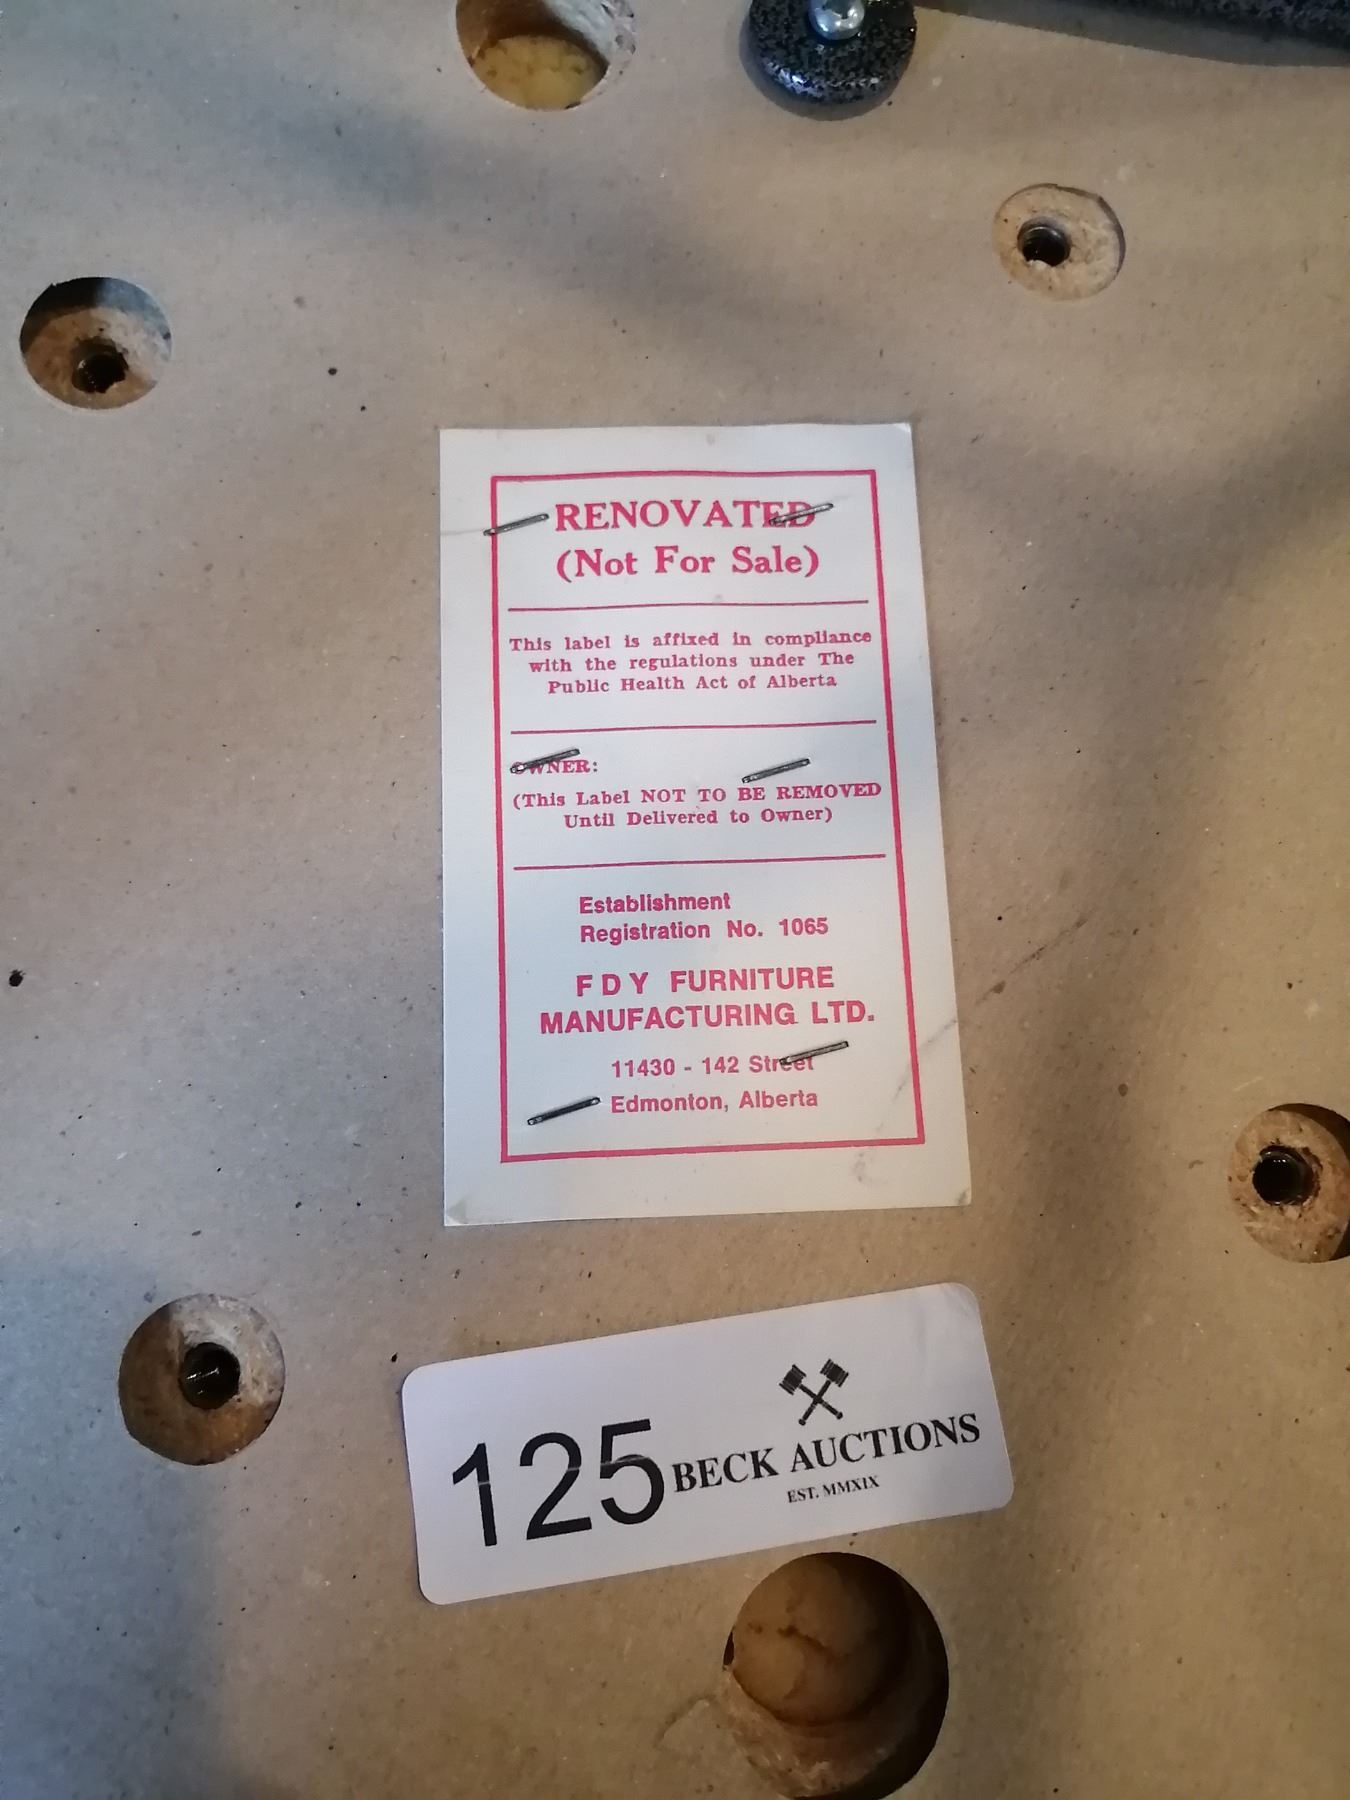 RENOVATED
(Not For Sale)
This label is affixed in compliance
with the regulations under The
Public Health Act of Alberta
OWNER:
(This Label NOT TO BE REMOVED
Until Delivered to Owner)
Establishment
Registration No. 1065
FDY FURNITURE
MANUFACTURING LTD.
11430 - 142 Street
Edmonton, Alberta
125 BECK AUCTIONS
EST. MMXIX